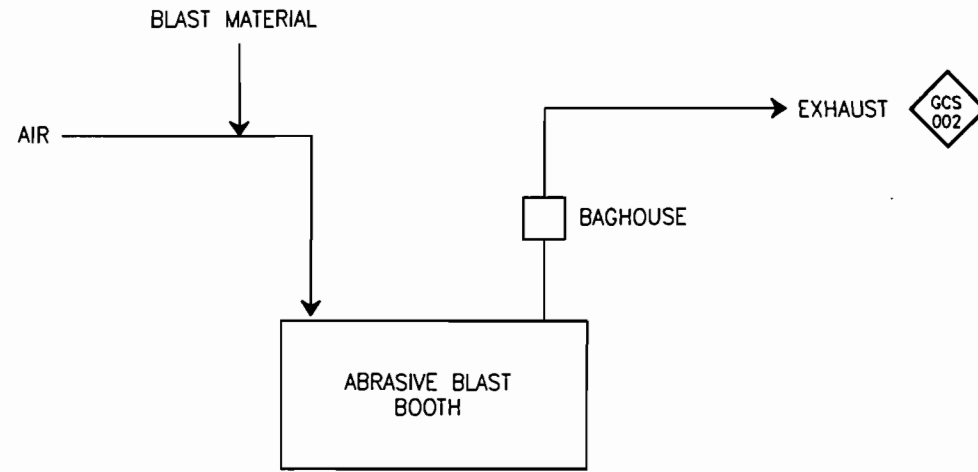 BLAST MATERIAL
AIR
EXHAUST
GCS
002
BAGHOUSE
ABRASIVE BLAST
BOOTH